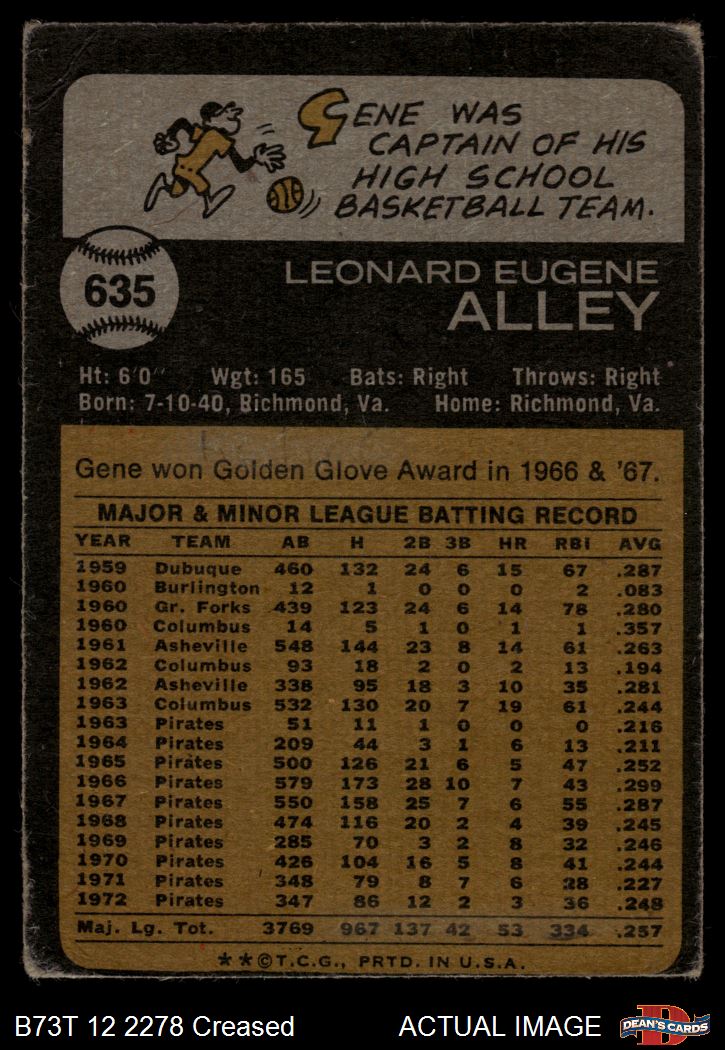 GENE WAS
CAPTAIN OF HIS
HIGH SCHOOL
BASKETBALL TEAM.
635
LEONARD EUGENE
ALLEY
Ht: 6'0" Wgt: 165 Bats: Right Throws: Right
Born: 7-10-40, Richmond, Va. Home: Richmond, Va.
Gene won Golden Glove Award in 1966 & '67.
MAJOR & MINOR LEAGUE BATTING RECORD
YEAR TEAM AB H 2B 3B HR RBI AVG
1959 Dubuque 460 132 24 6 15 67 .287
1960 Burlington 12 1 0 0 0 2 .083
1960 Gr. Forks 439 123 24 6 14 78 .280
1960 Columbus 14 5 1 0 1 1 .357
1961 Asheville 548 144 23 8 14 61 .263
1962 Columbus 93 18 2 0 2 13 .194
1962 Asheville 338 95 18 3 10 35 .281
1963 Columbus 532 130 20 7 19 61 .244
1963 Pirates 51 11 1 0 0 0 .216
1964 Pirates 209 44 3 1 6 13 .211
1965 Pirates 500 126 21 6 5 47 .252
1966 Pirates 579 173 28 10 7 43 .299
1967 Pirates 550 158 25 7 6 55 .287
1968 Pirates 474 116 20 2 4 39 .245
1969 Pirates 285 70 3 2 8 32 .246
1970 Pirates 426 104 16 5 8 41 .244
1971 Pirates 348 79 8 7 6 28 .227
1972 Pirates 347 86 12 2 3 36 .248
Maj. Lg. Tot. 3769 967 137 42 53 334 .257
**©T.C.G., PRTD. IN U.S.A.
B73T 12 2278 Creased ACTUAL IMAGE
D
DEAN'S CARDS